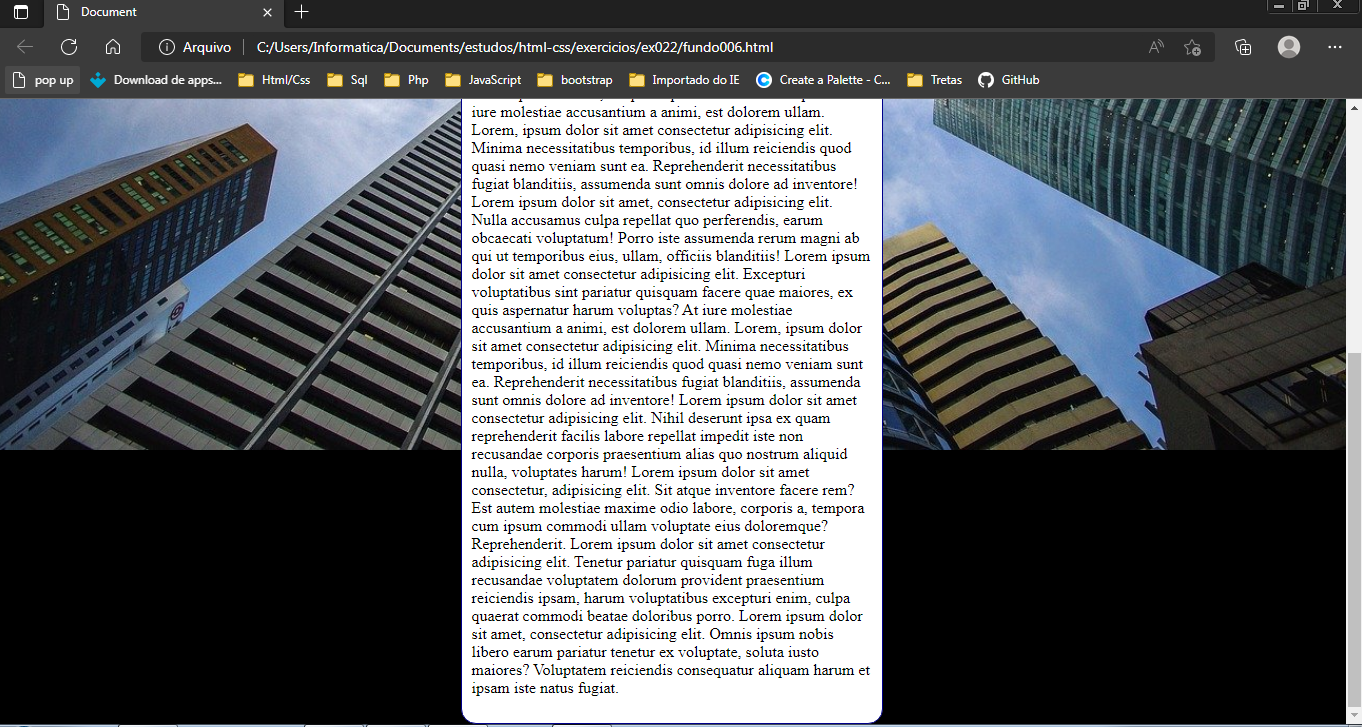 Document
Arquivo
C:/Users/Informatica/Documents/estudos/html-css/exercicios/ex022/fundo006.html
pop up
Download de apps...
Html/Css
Sql
Php
JavaScript
bootstrap
Importado do IE
Create a Palette - C...
Tretas
GitHub
iure molestiae accusantium a animi, est dolorem ullam.
Lorem, ipsum dolor sit amet consectetur adipisicing elit.
Minima necessitatibus temporibus, id illum reiciendis quod
quasi nemo veniam sunt ea. Reprehenderit necessitatibus
fugiat blanditiis, assumenda sunt omnis dolore ad inventore!
Lorem ipsum dolor sit amet, consectetur adipisicing elit.
Nulla accusamus culpa repellat quo perferendis, earum
obcaecati voluptatum! Porro iste assumenda rerum magni ab
qui ut temporibus eius, ullam, officiis blanditiis! Lorem ipsum
dolor sit amet consectetur adipisicing elit. Excepturi
voluptatibus sint pariatur quisquam facere quae maiores, ex
quis aspernatur harum voluptas? At iure molestiae
accusantium a animi, est dolorem ullam. Lorem, ipsum dolor
sit amet consectetur adipisicing elit. Minima necessitatibus
temporibus, id illum reiciendis quod quasi nemo veniam sunt
ea. Reprehenderit necessitatibus fugiat blanditiis, assumenda
sunt omnis dolore ad inventore! Lorem ipsum dolor sit amet
consectetur adipisicing elit. Nihil deserunt ipsa ex quam
reprehenderit facilis labore repellat impedit iste non
recusandae corporis praesentium alias quo nostrum aliquid
nulla, voluptates harum! Lorem ipsum dolor sit amet
consectetur, adipisicing elit. Sit atque inventore facere rem?
Est autem molestiae maxime odio labore, corporis a, tempora
cum ipsum commodi ullam voluptate eius doloremque?
Reprehenderit. Lorem ipsum dolor sit amet consectetur
adipisicing elit. Tenetur pariatur quisquam fuga illum
recusandae voluptatem dolorum provident praesentium
reiciendis ipsam, harum voluptatibus excepturi enim, culpa
quaerat commodi beatae doloribus porro. Lorem ipsum dolor
sit amet, consectetur adipisicing elit. Omnis ipsum nobis
libero earum pariatur tenetur ex voluptate, soluta iusto
maiores? Voluptatem reiciendis consequatur aliquam harum et
ipsam iste natus fugiat.